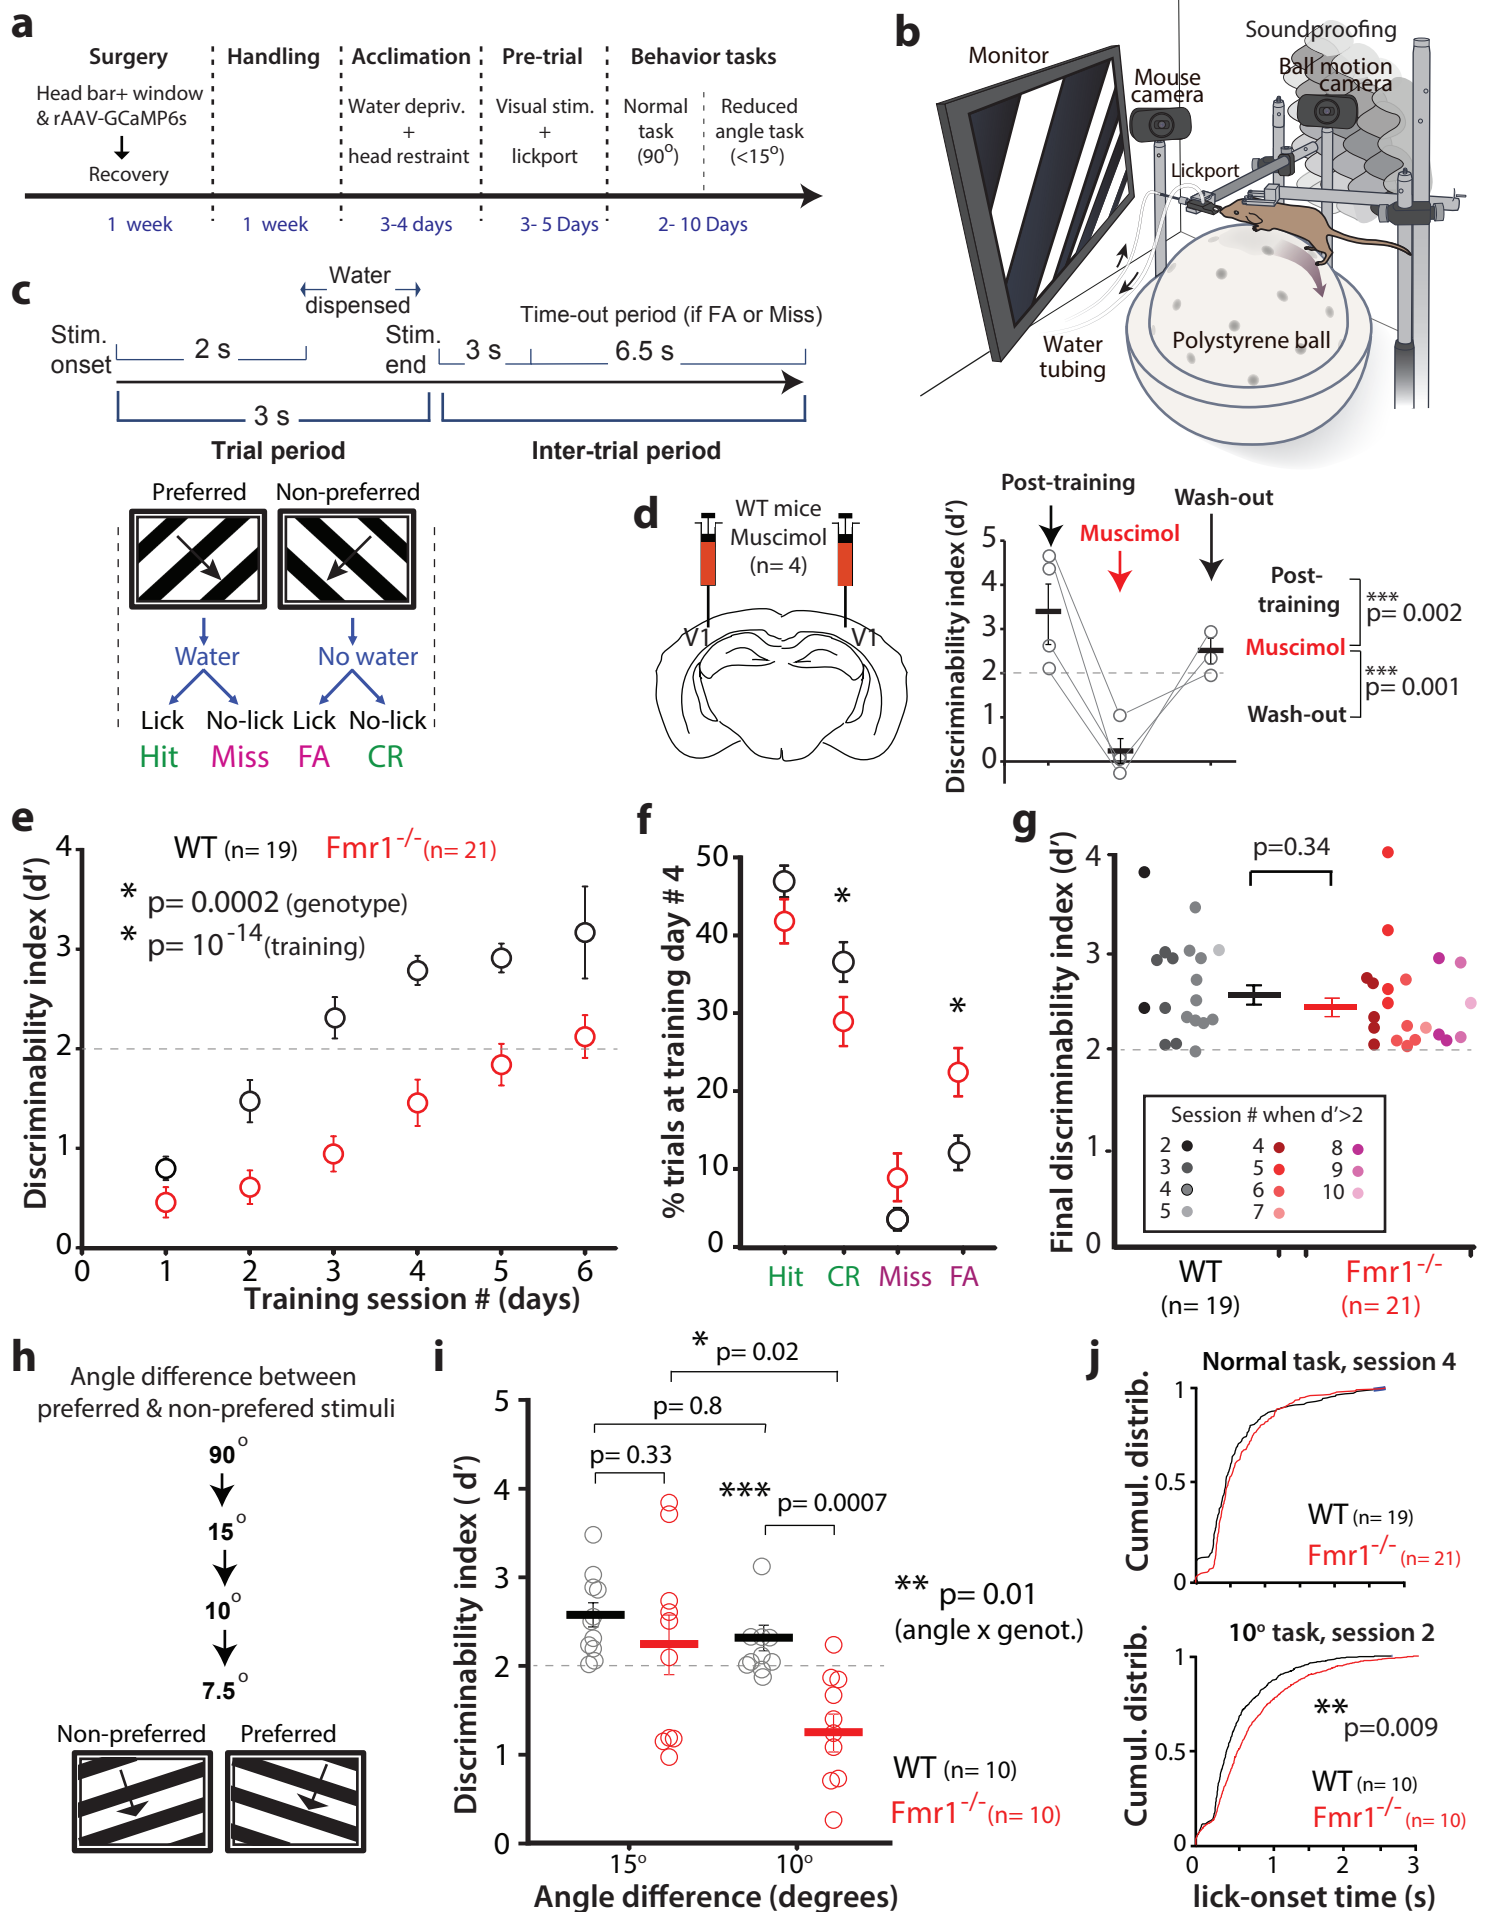 a
Surgery
Handling
Acclimation
Pre-trial
Behavior tasks
Head bar+ window
& rAAV-GCaMP6s
Recovery
Water depriv.
+
head restraint
Visual stim.
+
lickport
Normal
task
(90°)
Reduced
angle task
(<15°)
1 week
1 week
3-4 days
3- 5 Days
2- 10 Days
b
Monitor
Mouse
camera
Soundproofing
Ball motion
camera
Lickport
Water
tubing
Polystyrene ball
c
Water
dispensed
Stim.
onset
2 s
Stim.
end
Time-out period (if FA or Miss)
3 s
6.5 s
3 s
Trial period
Inter-trial period
Preferred
Non-preferred
Water
No water
Lick
No-lick
Lick
No-lick
Hit
Miss
FA
CR
d
WT mice
Muscimol
(n= 4)
V1
V1
Discriminability index (d')
5
4
3
2
1
0
Post-training
Muscimol
Wash-out
Post-
training
Muscimol
Wash-out
***
p= 0.002
***
p= 0.001
e
Discriminability index (d')
4
3
2
1
0
WT (n= 19)
Fmr1-/- (n= 21)
* p= 0.0002 (genotype)
* p= 10-14 (training)
0
1
2
3
4
5
6
Training session # (days)
f
% trials at training day # 4
50
40
30
20
10
0
*
*
Hit
CR
Miss
FA
g
Final discriminability index (d')
4
3
2
1
0
p=0.34
Session # when d'>2
2
3
4
5
4
5
6
7
8
9
10
WT
(n= 19)
Fmr1-/-
(n= 21)
h
Angle difference between
preferred & non-prefered stimuli
90°
15°
10°
7.5°
Non-preferred
Preferred
i
Discriminability index ( d')
5
4
3
2
1
0
* p= 0.02
p= 0.8
p= 0.33
***
p= 0.0007
** p= 0.01
(angle x genot.)
WT (n= 10)
Fmr1-/- (n= 10)
15°
10°
Angle difference (degrees)
j
Normal task, session 4
Cumul. distrib.
1
0.5
0
WT (n= 19)
Fmr1-/- (n= 21)
10° task, session 2
Cumul. distrib.
1
0.5
0
**
p=0.009
WT (n= 10)
Fmr1-/- (n= 10)
0
1
2
3
lick-onset time (s)